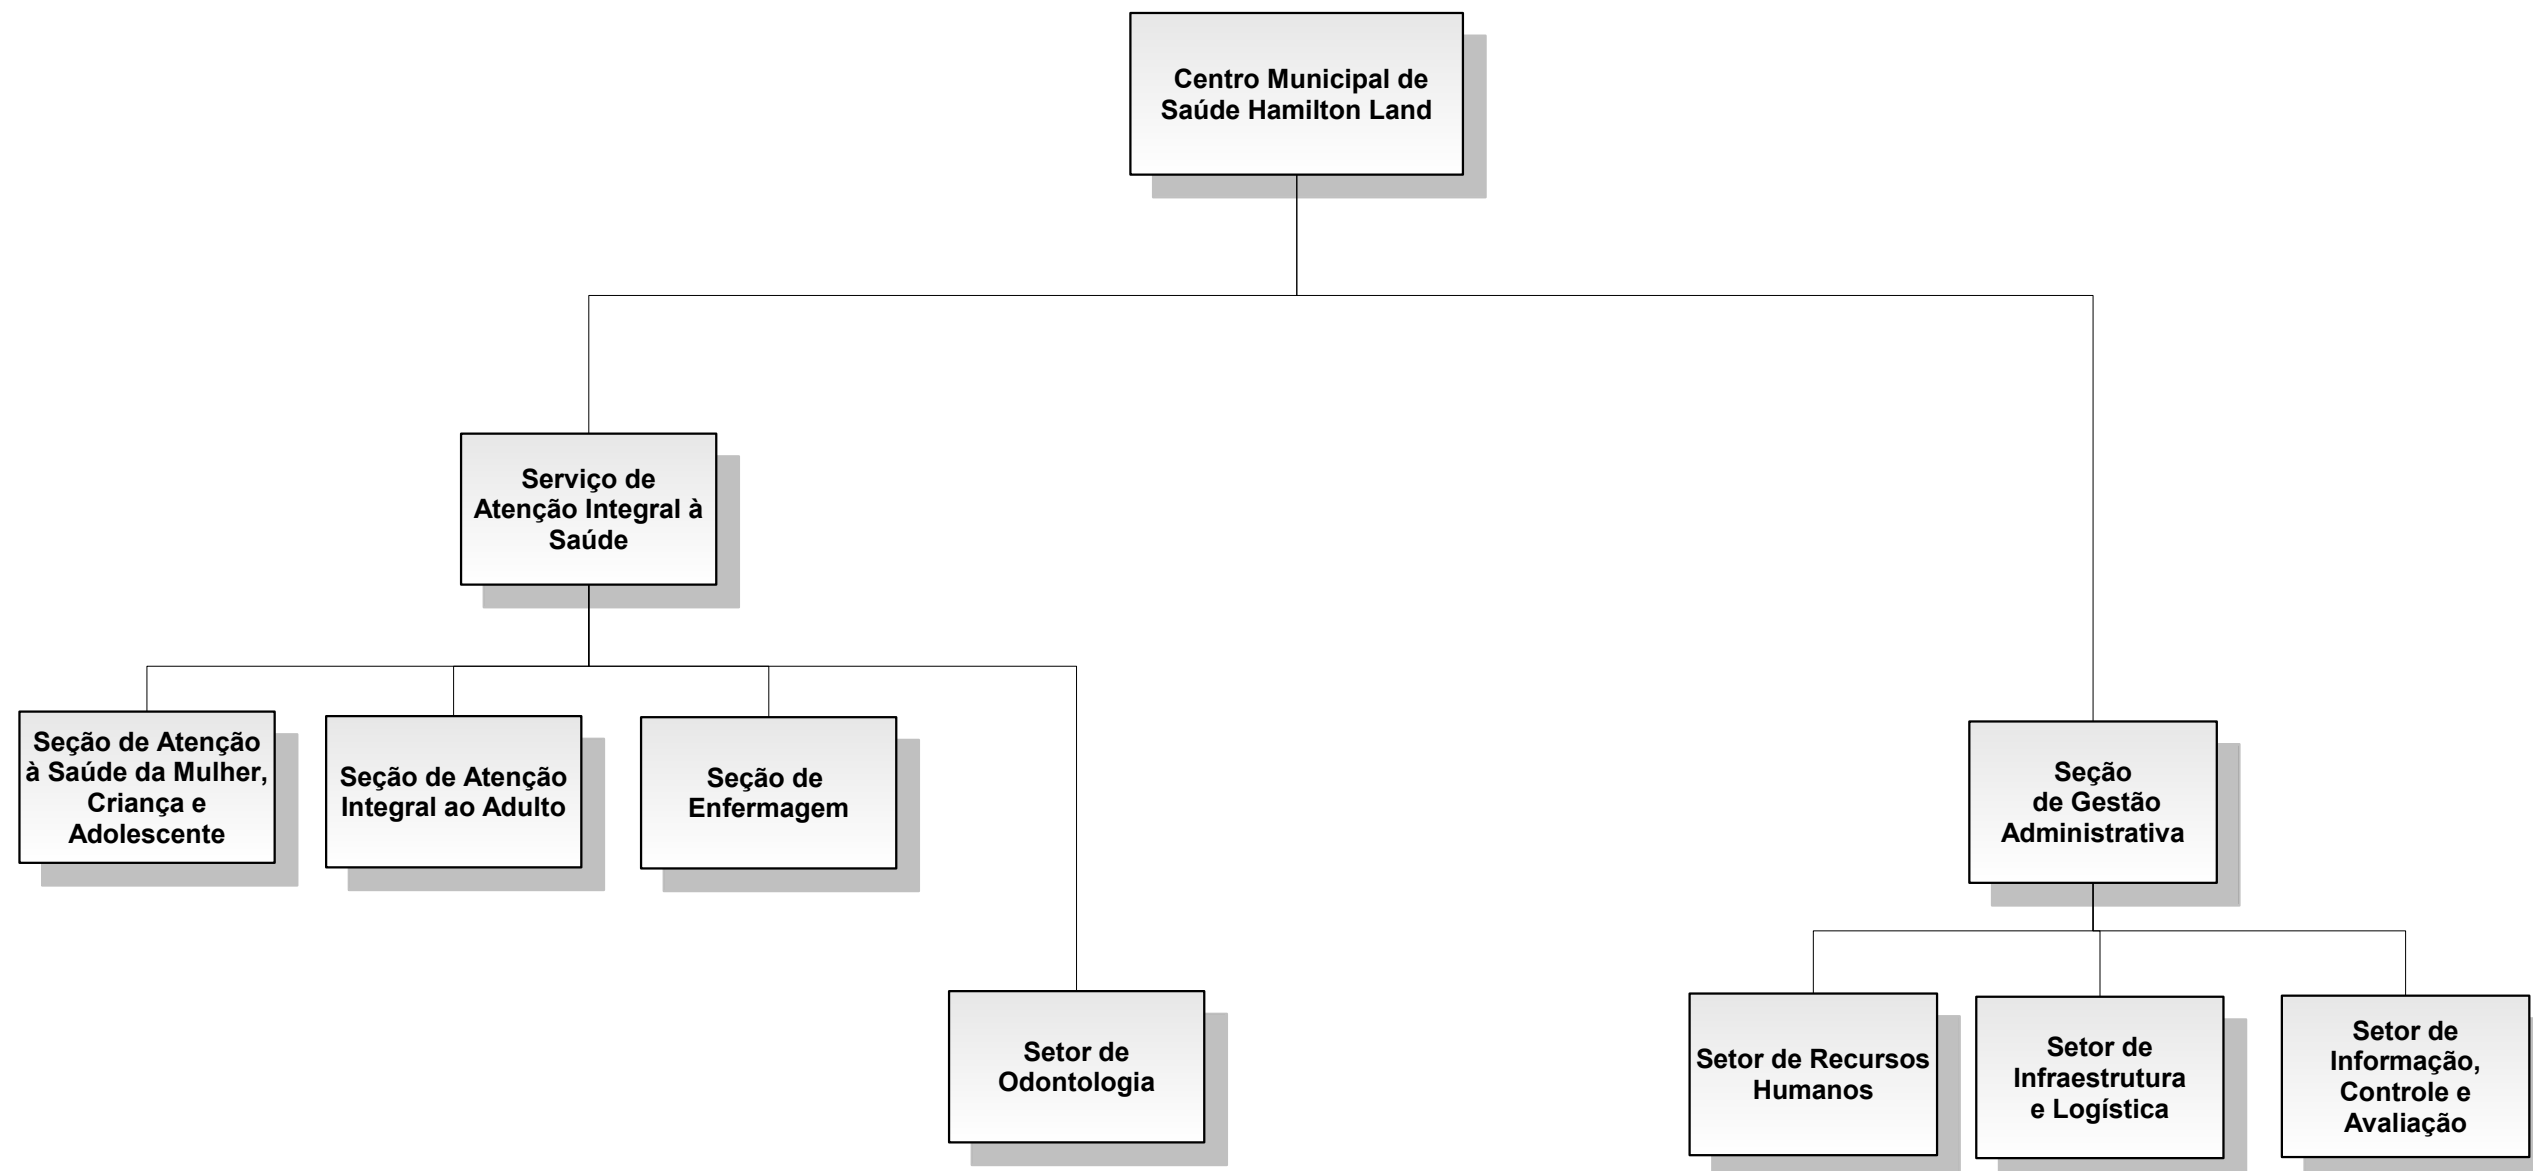 Centro Municipal de
Saúde Hamilton Land
Serviço de
Atenção Integral à
Saúde
Seção de Atenção
à Saúde da Mulher,
Criança e
Adolescente
Seção de Atenção
Integral ao Adulto
Seção de
Enfermagem
Seção
de Gestão
Administrativa
Setor de
Odontologia
Setor de Recursos
Humanos
Setor de
Infraestrutura
e Logística
Setor de
Informação,
Controle e
Avaliação